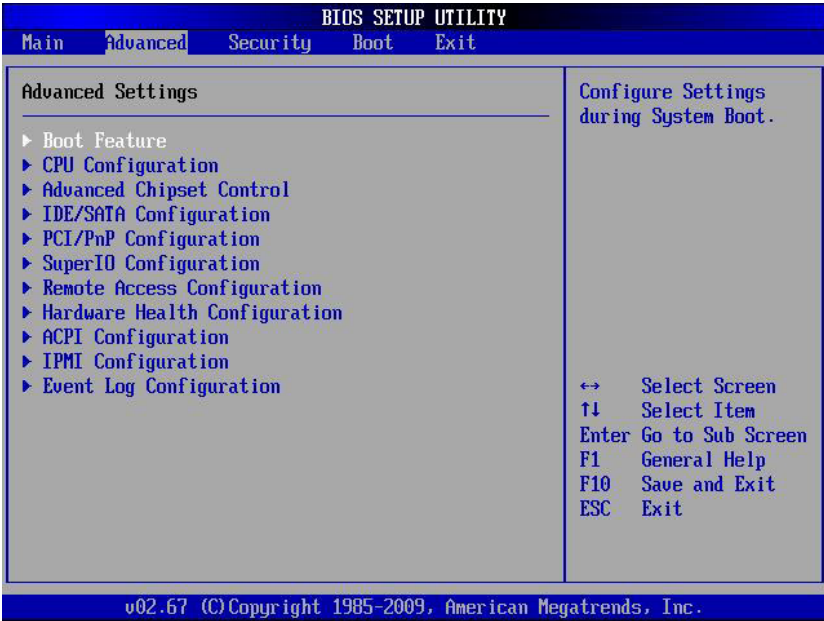 BIOS SETUP UTILITY
Main Advanced Security Boot Exit
Advanced Settings
Boot Feature
CPU Configuration
Advanced Chipset Control
IDE/SATA Configuration
PCI/PnP Configuration
SuperIO Configuration
Remote Access Configuration
Hardware Health Configuration
ACPI Configuration
IPMI Configuration
Event Log Configuration
Configure Settings
during System Boot.
↔ Select Screen
↑↓ Select Item
Enter Go to Sub Screen
F1 General Help
F10 Save and Exit
ESC Exit
v02.67 (C)Copyright 1985-2009, American Megatrends, Inc.